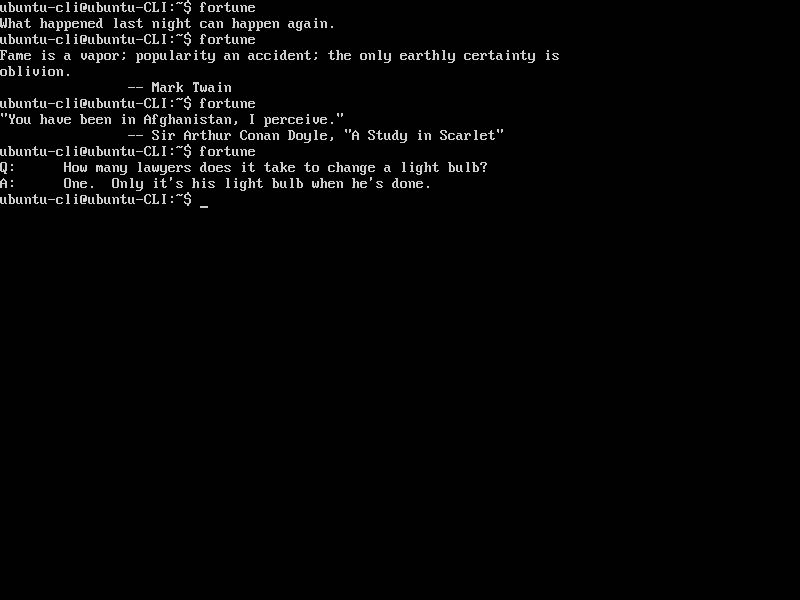 ubuntu-cli@ubuntu-CLI:~$ fortune
What happened last night can happen again.
ubuntu-cli@ubuntu-CLI:~$ fortune
Fame is a vapor; popularity an accident; the only earthly certainty is
oblivion.
                -- Mark Twain
ubuntu-cli@ubuntu-CLI:~$ fortune
"You have been in Afghanistan, I perceive."
                -- Sir Arthur Conan Doyle, "A Study in Scarlet"
ubuntu-cli@ubuntu-CLI:~$ fortune
Q:      How many lawyers does it take to change a light bulb?
A:      One.  Only it's his light bulb when he's done.
ubuntu-cli@ubuntu-CLI:~$ _